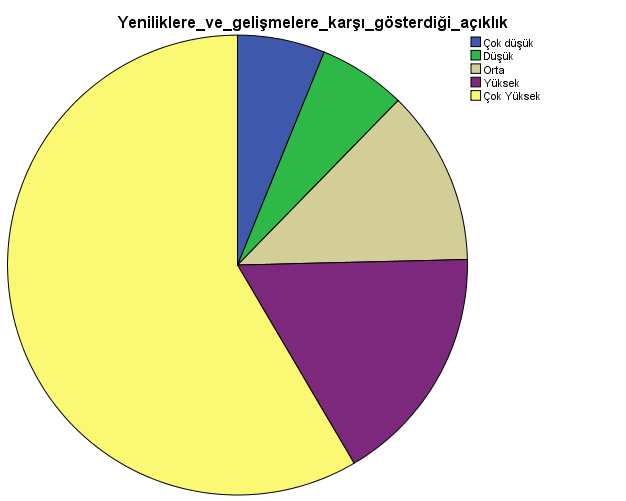 Yeniliklere_ve_gelişmelere_karşı_gösterdiği_açıklık
Çok düşük
Düşük
Orta
Yüksek
Çok Yüksek